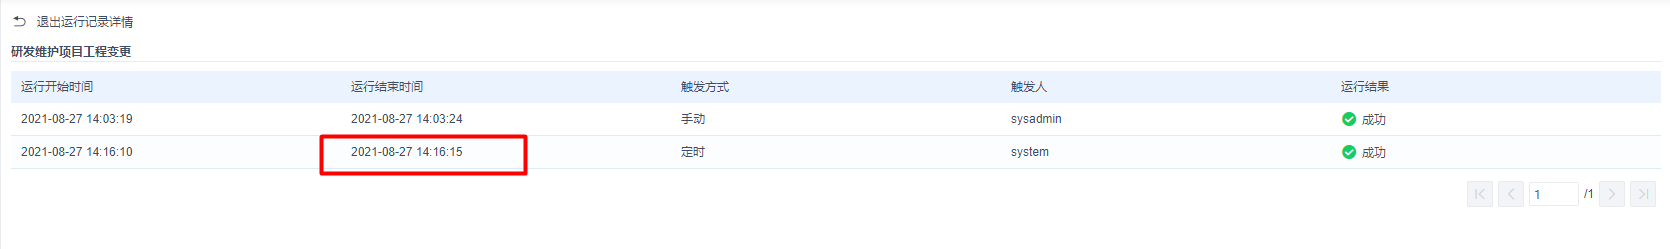 退出运行记录详情
研发维护项目工程变更
运行开始时间 运行结束时间 触发方式 触发人 运行结果
2021-08-27 14:03:19 2021-08-27 14:03:24 手动 sysadmin 成功
2021-08-27 14:16:10 2021-08-27 14:16:15 定时 system 成功
1 /1